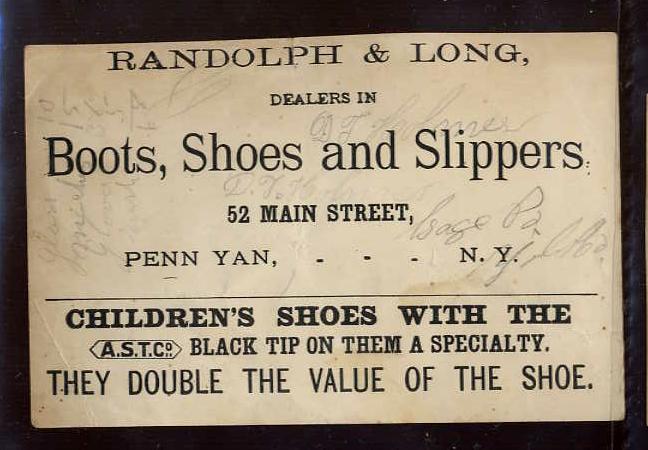 RANDOLPH & LONG,
DEALERS IN
Boots, Shoes and Slippers.
52 MAIN STREET,
PENN YAN, - - - N. Y.
CHILDREN'S SHOES WITH THE
A.S.T.Co BLACK TIP ON THEM A SPECIALTY.
THEY DOUBLE THE VALUE OF THE SHOE.